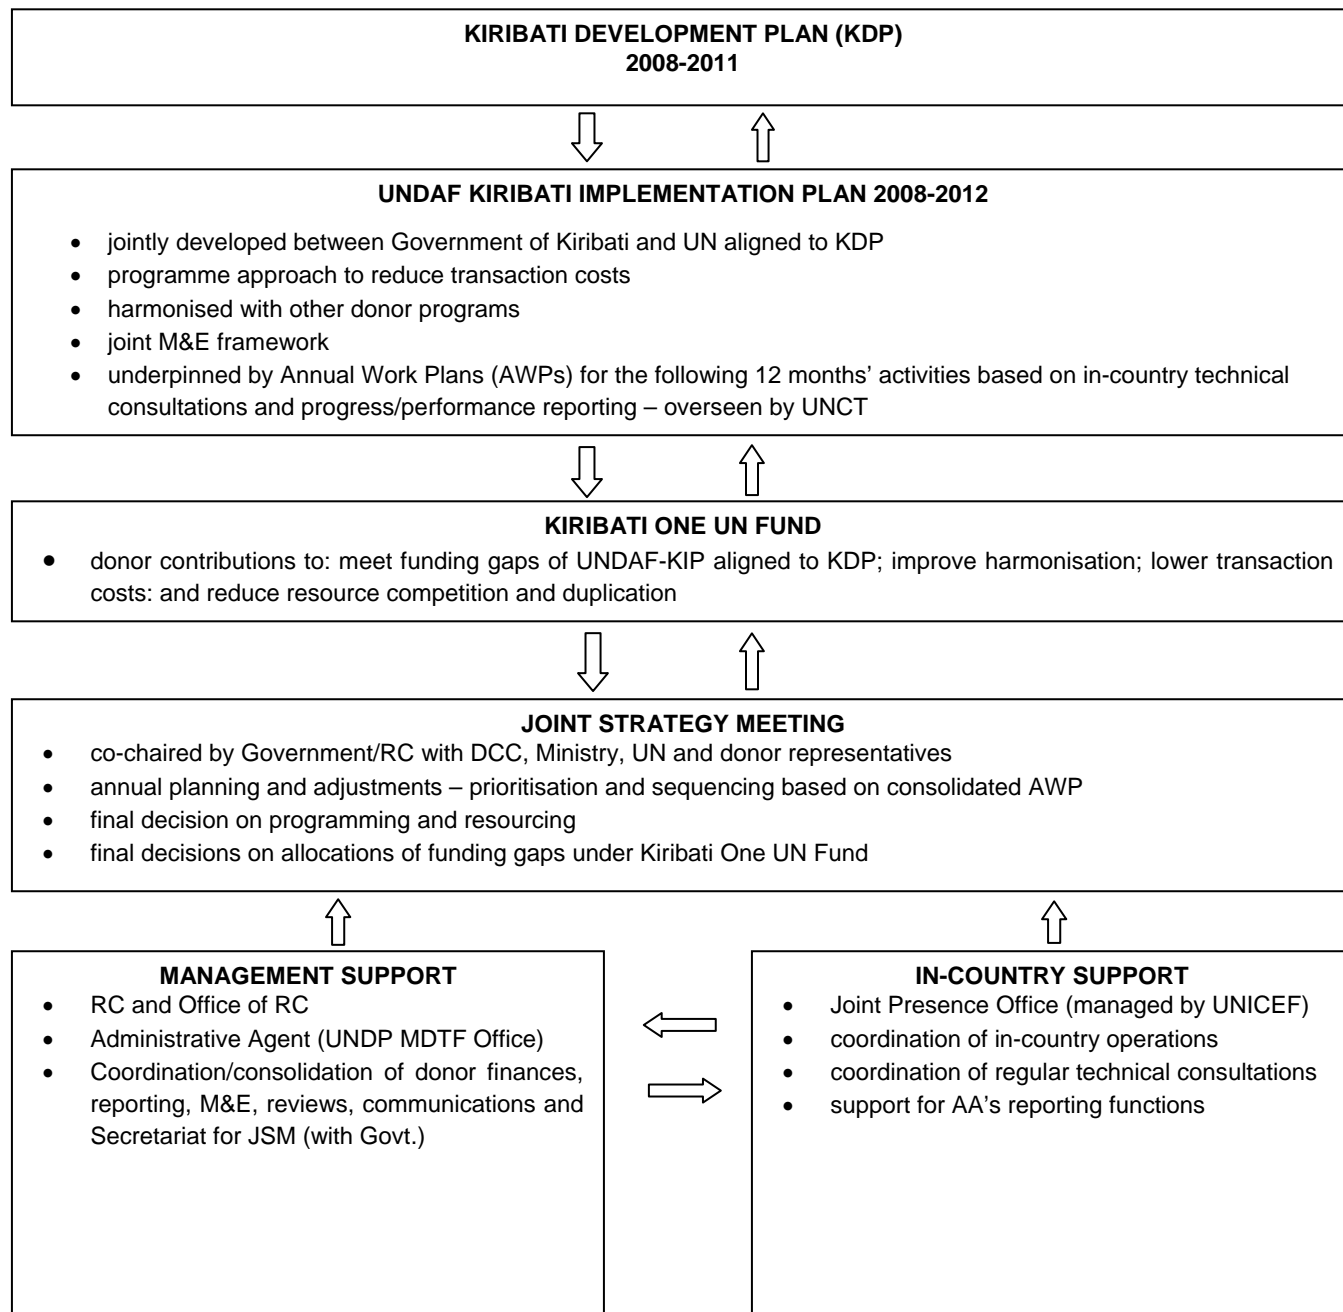 KIRIBATI DEVELOPMENT PLAN (KDP)
2008-2011
UNDAF KIRIBATI IMPLEMENTATION PLAN 2008-2012
• jointly developed between Government of Kiribati and UN aligned to KDP
• programme approach to reduce transaction costs
• harmonised with other donor programs
• joint M&E framework
• underpinned by Annual Work Plans (AWPs) for the following 12 months’ activities based on in-country technical
consultations and progress/performance reporting – overseen by UNCT
KIRIBATI ONE UN FUND
• donor contributions to: meet funding gaps of UNDAF-KIP aligned to KDP; improve harmonisation; lower transaction
costs: and reduce resource competition and duplication
JOINT STRATEGY MEETING
• co-chaired by Government/RC with DCC, Ministry, UN and donor representatives
• annual planning and adjustments – prioritisation and sequencing based on consolidated AWP
• final decision on programming and resourcing
• final decisions on allocations of funding gaps under Kiribati One UN Fund
MANAGEMENT SUPPORT
• RC and Office of RC
• Administrative Agent (UNDP MDTF Office)
• Coordination/consolidation of donor finances,
reporting, M&E, reviews, communications and
Secretariat for JSM (with Govt.)
IN-COUNTRY SUPPORT
• Joint Presence Office (managed by UNICEF)
• coordination of in-country operations
• coordination of regular technical consultations
• support for AA’s reporting functions